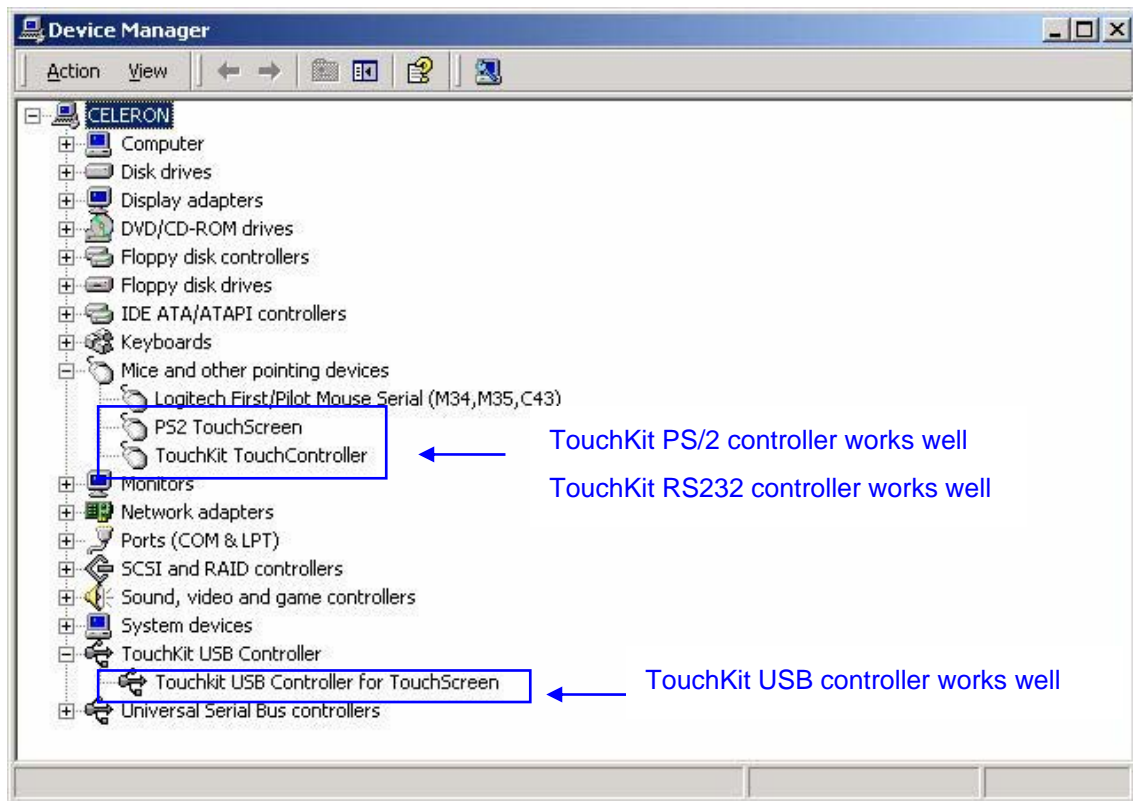 Device Manager
Action View
CELERON
Computer
Disk drives
Display adapters
DVD/CD-ROM drives
Floppy disk controllers
Floppy disk drives
IDE ATA/ATAPI controllers
Keyboards
Mice and other pointing devices
Logitech First/Pilot Mouse Serial (M34,M35,C43)
PS2 TouchScreen
TouchKit TouchController
TouchKit PS/2 controller works well
TouchKit RS232 controller works well
Monitors
Network adapters
Ports (COM & LPT)
SCSI and RAID controllers
Sound, video and game controllers
System devices
TouchKit USB Controller
Touchkit USB Controller for TouchScreen
TouchKit USB controller works well
Universal Serial Bus controllers